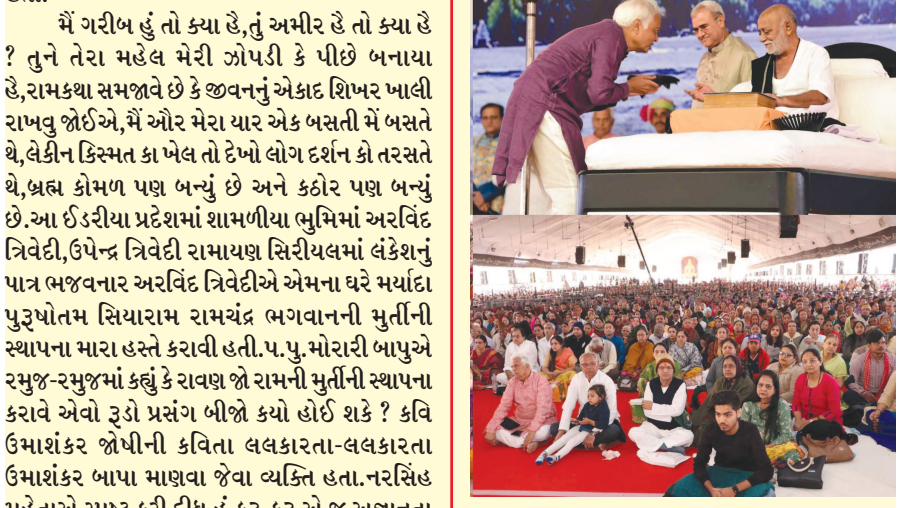 મૈં ગરીબ હું તો ક્યા હૈ,તું અમીર હૈ તો ક્યા હૈ
? તુને તેરા મહેલ મેરી ઝોપડી કે પીછે બનાયા
હૈ,રામકથા સમજાવે છે કે જીવનનું એકાદ શિખર ખાલી
રાખવુ જોઈએ,મૈં ઔર મેરા યાર એક બસતી મેં બસતે
થે,લેકીન કિસ્મત કા ખેલ તો દેખો લોગ દર્શન કો તરસતે
થે,બ્રહ્મ કોમળ પણ બન્યું છે અને કઠોર પણ બન્યું
છે.આ ઈડરીયા પ્રદેશમાં શામળીયા ભુમિમાં અરવિંદ
ત્રિવેદી,ઉપેન્દ્ર ત્રિવેદી રામાયણ સિરીયલમાં લંકેશનું
પાત્ર ભજવનાર અરવિંદ ત્રિવેદીએ એમના ઘરે મર્યાદા
પુરૂષોતમ સિયારામ રામચંદ્ર ભગવાનની મુર્તીની
સ્થાપના મારા હસ્તે કરાવી હતી.પ.પુ.મોરારી બાપુએ
રમુજ-રમુજમાં કહ્યું કે રાવણ જો રામની મુર્તીની સ્થાપના
કરાવે એવો રૂડો પ્રસંગ બીજો કયો હોઈ શકે ? કવિ
ઉમાશંકર જોષીની કવિતા લલકારતા-લલકારતા
ઉમાશંકર બાપા માણવા જેવા વ્યક્તિ હતા.નરસિંહ